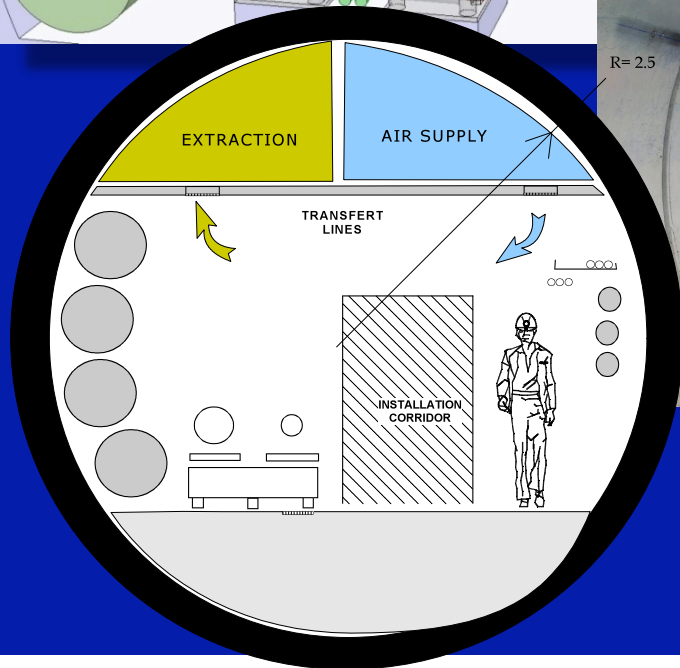 R= 2.5
EXTRACTION
AIR SUPPLY
TRANSFERT
LINES
INSTALLATION
CORRIDOR